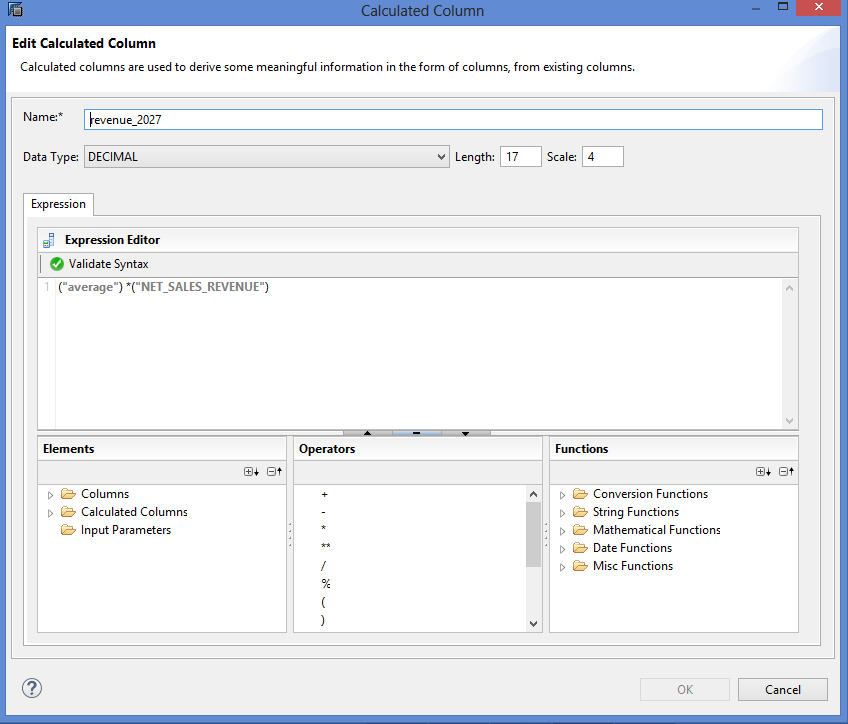 Calculated Column
Edit Calculated Column
Calculated columns are used to derive some meaningful information in the form of columns, from existing columns.
Name:* revenue_2027
Data Type: DECIMAL Length: 17 Scale: 4
Expression
Expression Editor
Validate Syntax
1 ("average") *("NET_SALES_REVENUE")
Elements Operators Functions
Columns + Conversion Functions
Calculated Columns - String Functions
Input Parameters * Mathematical Functions
** Date Functions
/ Misc Functions
%
(
)
? OK Cancel